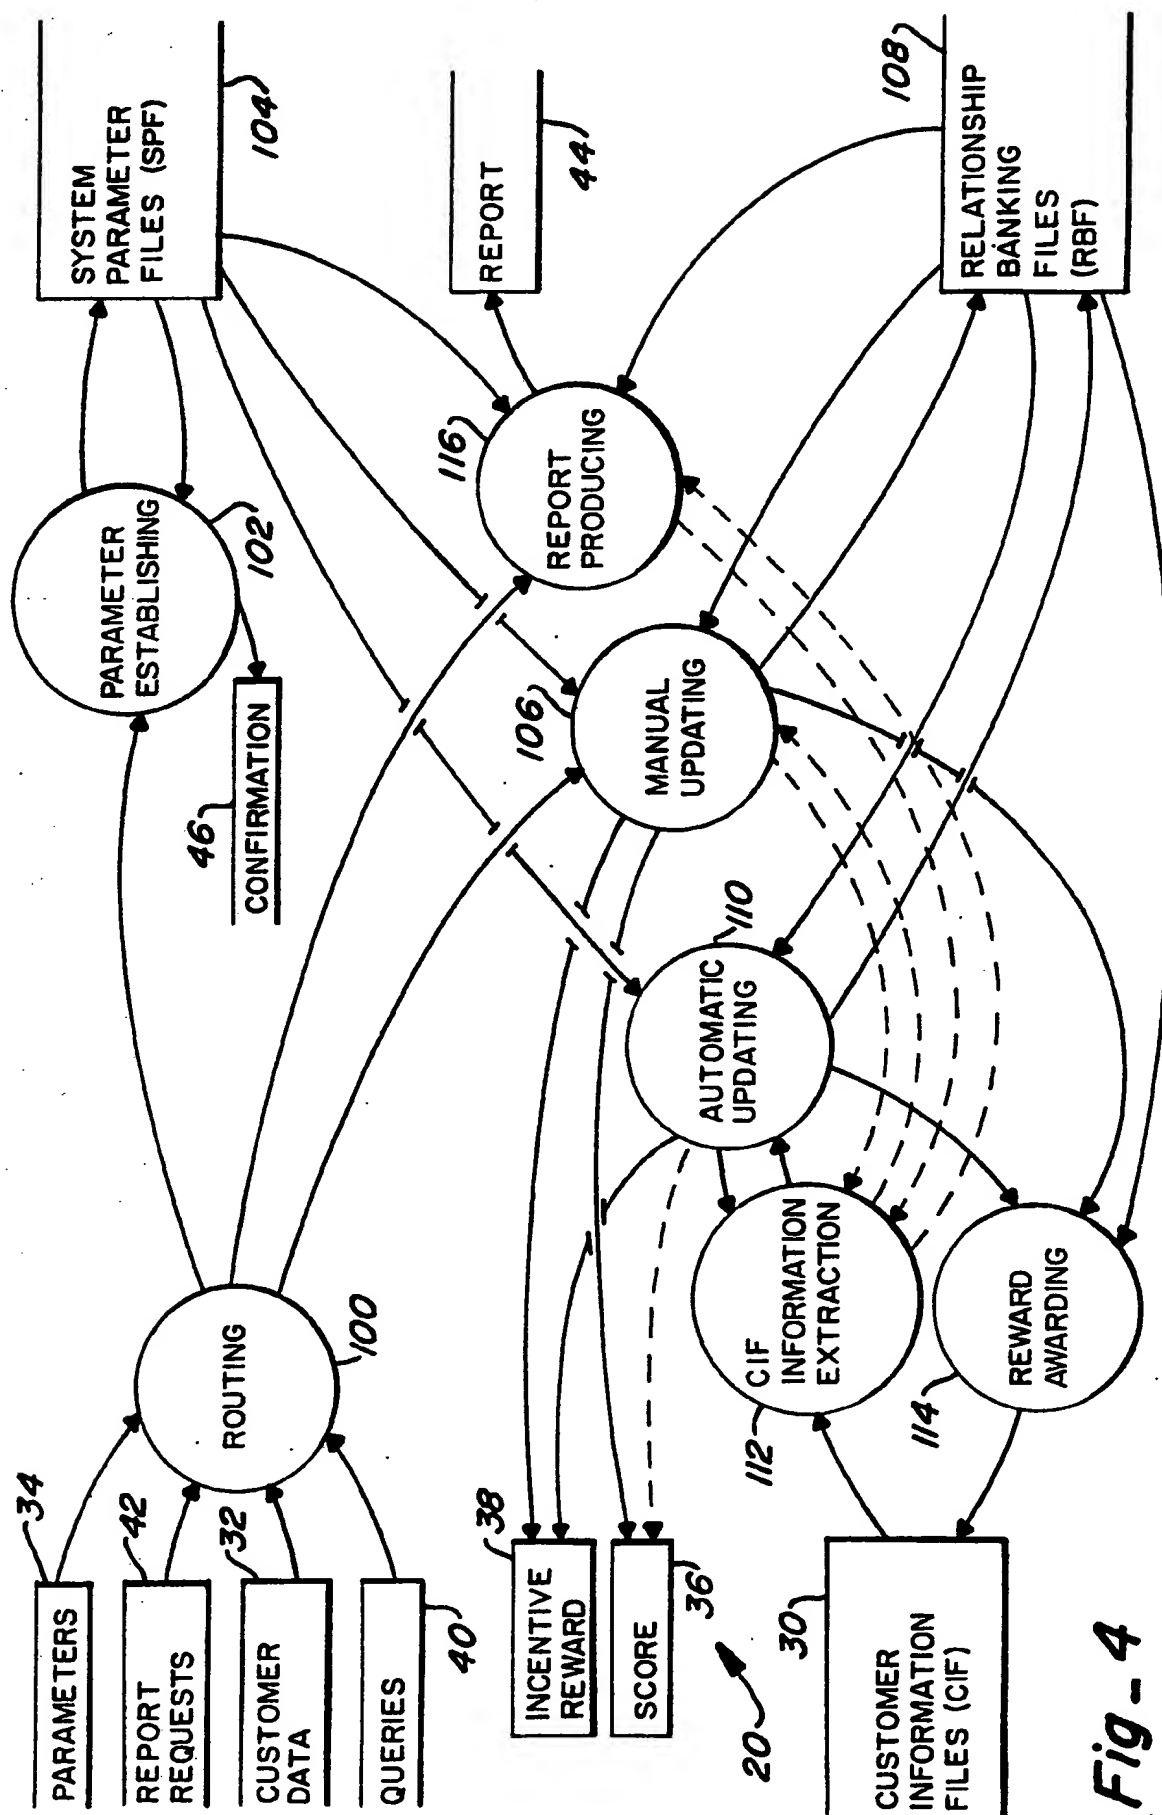 PARAMETERS
34
REPORT
REQUESTS
42
CUSTOMER
DATA
32
QUERIES
40
ROUTING
100
PARAMETER
ESTABLISHING
102
46
CONFIRMATION
SYSTEM
PARAMETER
FILES (SPF)
104
INCENTIVE
REWARD
38
SCORE
36
20
REPORT
PRODUCING
116
REPORT
44
MANUAL
UPDATING
106
AUTOMATIC
UPDATING
110
CIF
INFORMATION
EXTRACTION
112
REWARD
AWARDING
114
CUSTOMER
INFORMATION
FILES (CIF)
30
RELATIONSHIP
BANKING
FILES
(RBF)
108
Fig-4